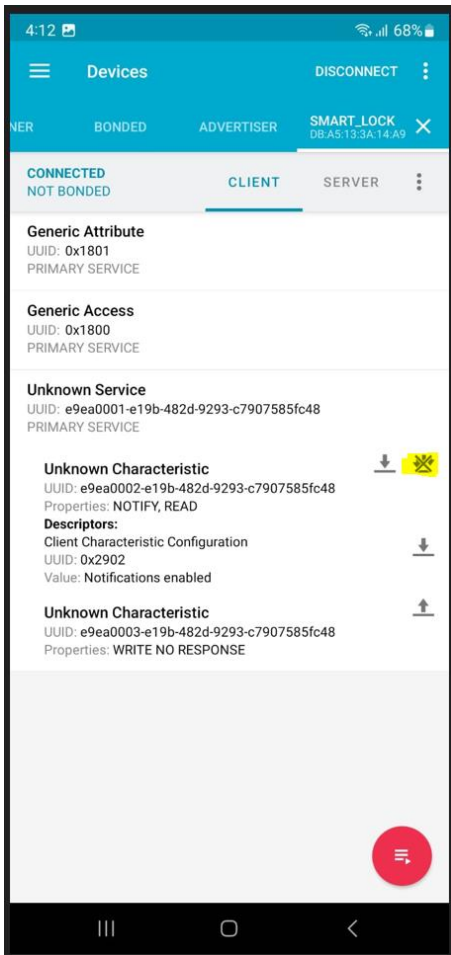 4:12 68%
Devices DISCONNECT
NER BONDED ADVERTISER SMART_LOCK
DB:A5:13:3A:14:A9
CONNECTED
NOT BONDED CLIENT SERVER
Generic Attribute
UUID: 0x1801
PRIMARY SERVICE
Generic Access
UUID: 0x1800
PRIMARY SERVICE
Unknown Service
UUID: e9ea0001-e19b-482d-9293-c7907585fc48
PRIMARY SERVICE
Unknown Characteristic
UUID: e9ea0002-e19b-482d-9293-c7907585fc48
Properties: NOTIFY, READ
Descriptors:
Client Characteristic Configuration
UUID: 0x2902
Value: Notifications enabled
Unknown Characteristic
UUID: e9ea0003-e19b-482d-9293-c7907585fc48
Properties: WRITE NO RESPONSE